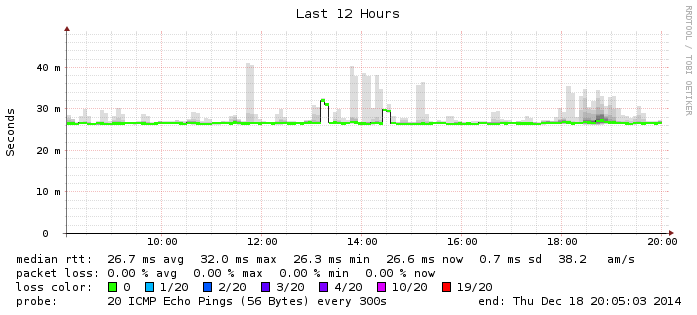 Last 12 Hours
RRDTOOL / TOBI OETIKER
Seconds
40 m
30 m
20 m
10 m
0
10:00 12:00 14:00 16:00 18:00 20:00
median rtt: 26.7 ms avg 32.0 ms max 26.3 ms min 26.6 ms now 0.7 ms sd 38.2 am/s
packet loss: 0.00 % avg 0.00 % max 0.00 % min 0.00 % now
loss color: 0 1/20 2/20 3/20 4/20 10/20 19/20
probe: 20 ICMP Echo Pings (56 Bytes) every 300s end: Thu Dec 18 20:05:03 2014